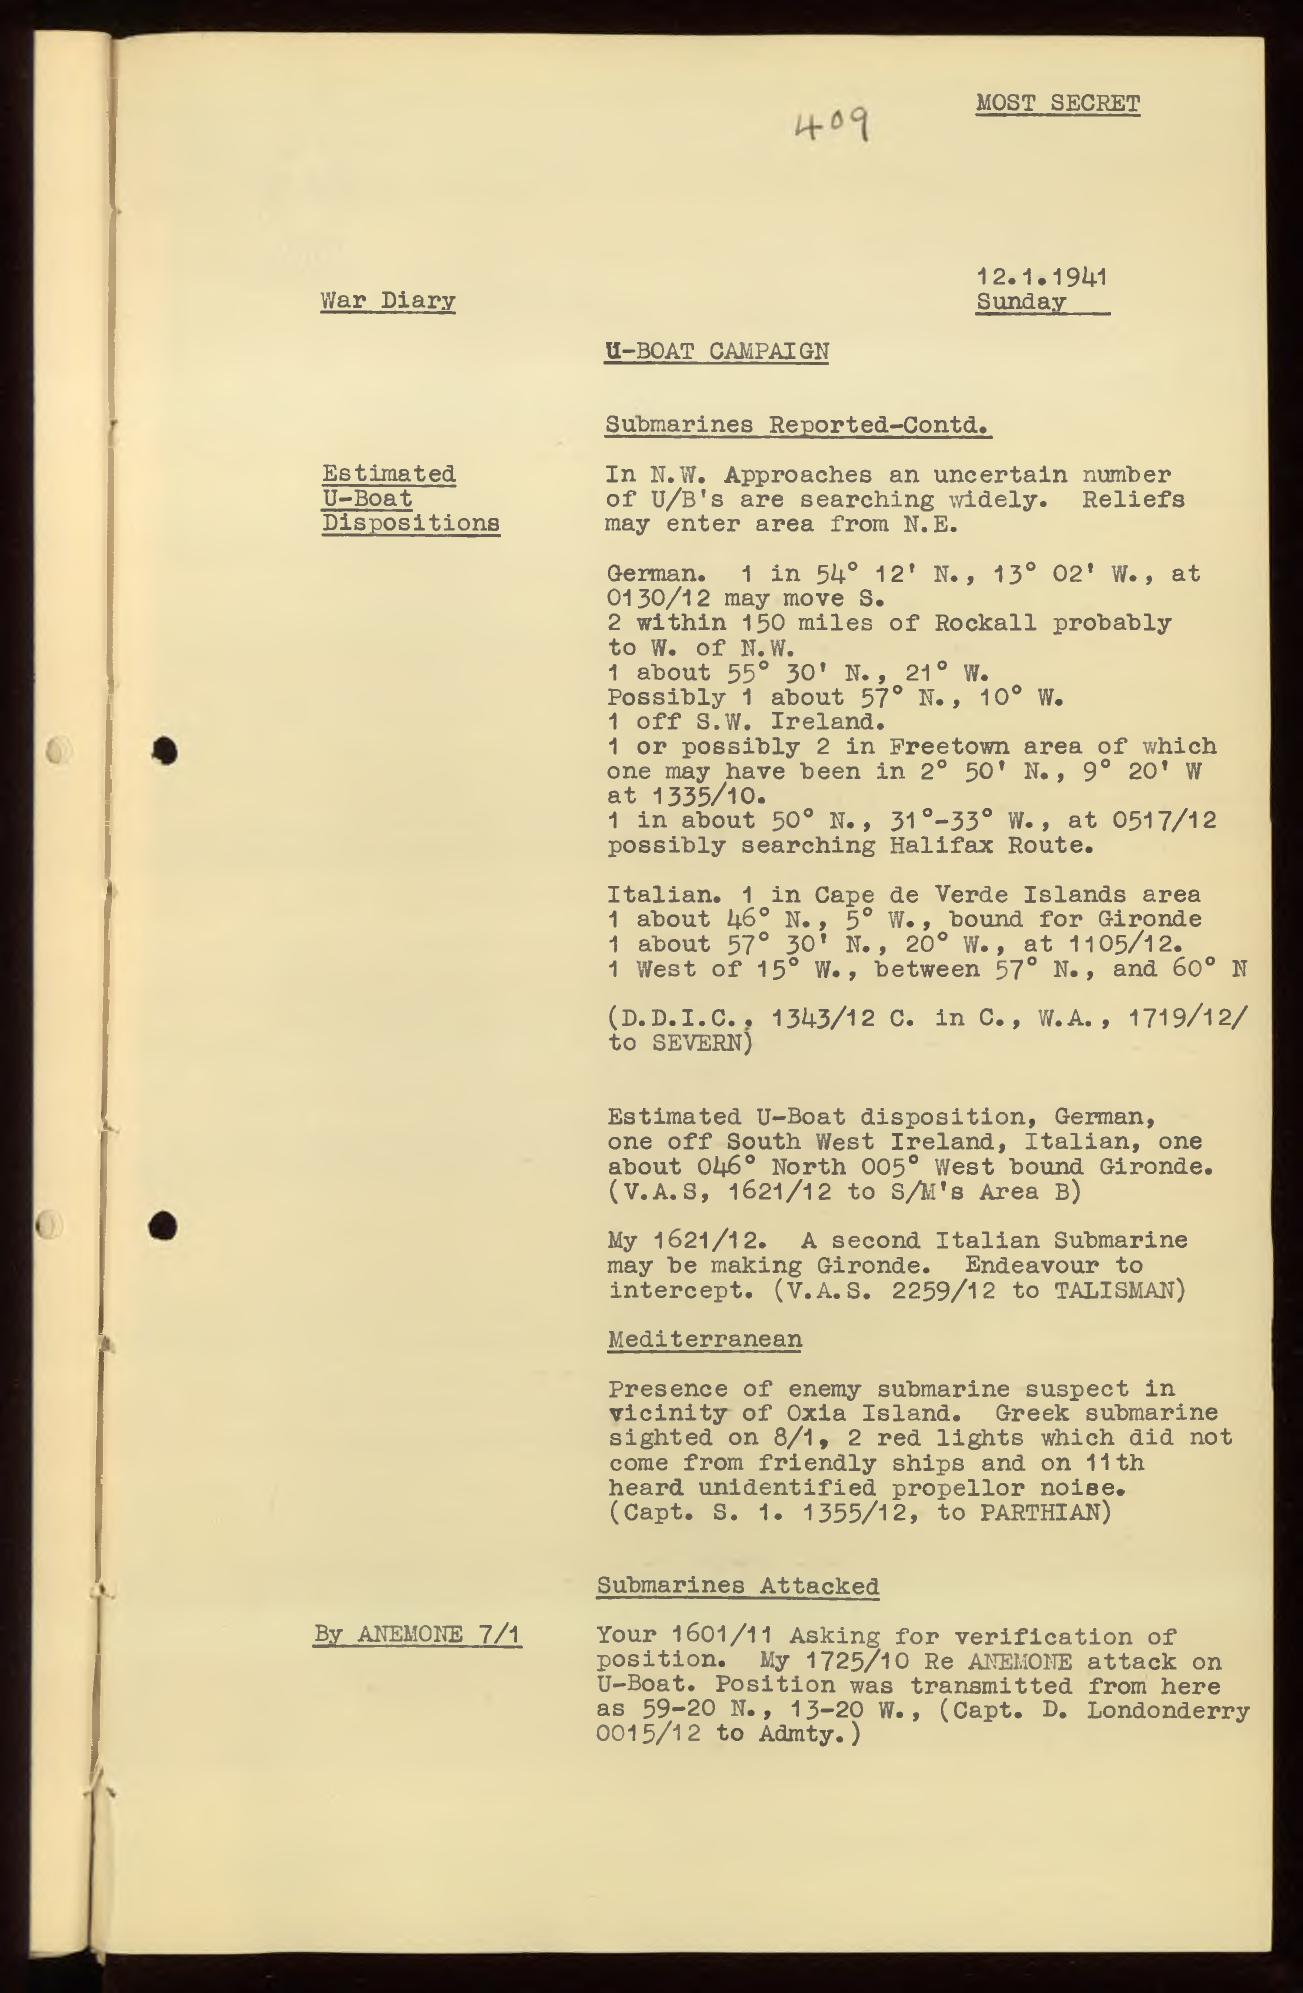 MOST SECRET
409
12.1.1941
War Diary
Sunday
U-BOAT CAMPAIGN
Submarines Reported-Contd.
Estimated
U-Boat
Dispositions
In N.W. Approaches an uncertain number
of U/B's are searching widely. Reliefs
may enter area from N.E.
German. 1 in 54° 12' N., 13° 02' W., at
0130/12 may move S.
2 within 150 miles of Rockall probably
to W. of N.W.
1 about 55° 30' N., 21° W.
Possibly 1 about 57° N., 10° W.
1 off S.W. Ireland.
1 or possibly 2 in Freetown area of which
one may have been in 2° 50' N., 9° 20' W
at 1335/10.
1 in about 50° N., 31°-33° W., at 0517/12
possibly searching Halifax Route.
Italian. 1 in Cape de Verde Islands area
1 about 46° N., 5° W., bound for Gironde
1 about 57° 30' N., 20° W., at 1105/12.
1 West of 15° W., between 57° N., and 60° N
(D.D.I.C., 1343/12 C. in C., W.A., 1719/12/
to SEVERN)
Estimated U-Boat disposition, German,
one off South West Ireland, Italian, one
about 046° North 005° West bound Gironde.
(V.A.S, 1621/12 to S/M's Area B)
My 1621/12. A second Italian Submarine
may be making Gironde. Endeavour to
intercept. (V.A.S. 2259/12 to TALISMAN)
Mediterranean
Presence of enemy submarine suspect in
vicinity of Oxia Island. Greek submarine
sighted on 8/1, 2 red lights which did not
come from friendly ships and on 11th
heard unidentified propellor noise.
(Capt. S. 1. 1355/12, to PARTHIAN)
Submarines Attacked
By ANEMONE 7/1
Your 1601/11 Asking for verification of
position. My 1725/10 Re ANEMONE attack on
U-Boat. Position was transmitted from here
as 59-20 N., 13-20 W., (Capt. D. Londonderry
0015/12 to Admty.)